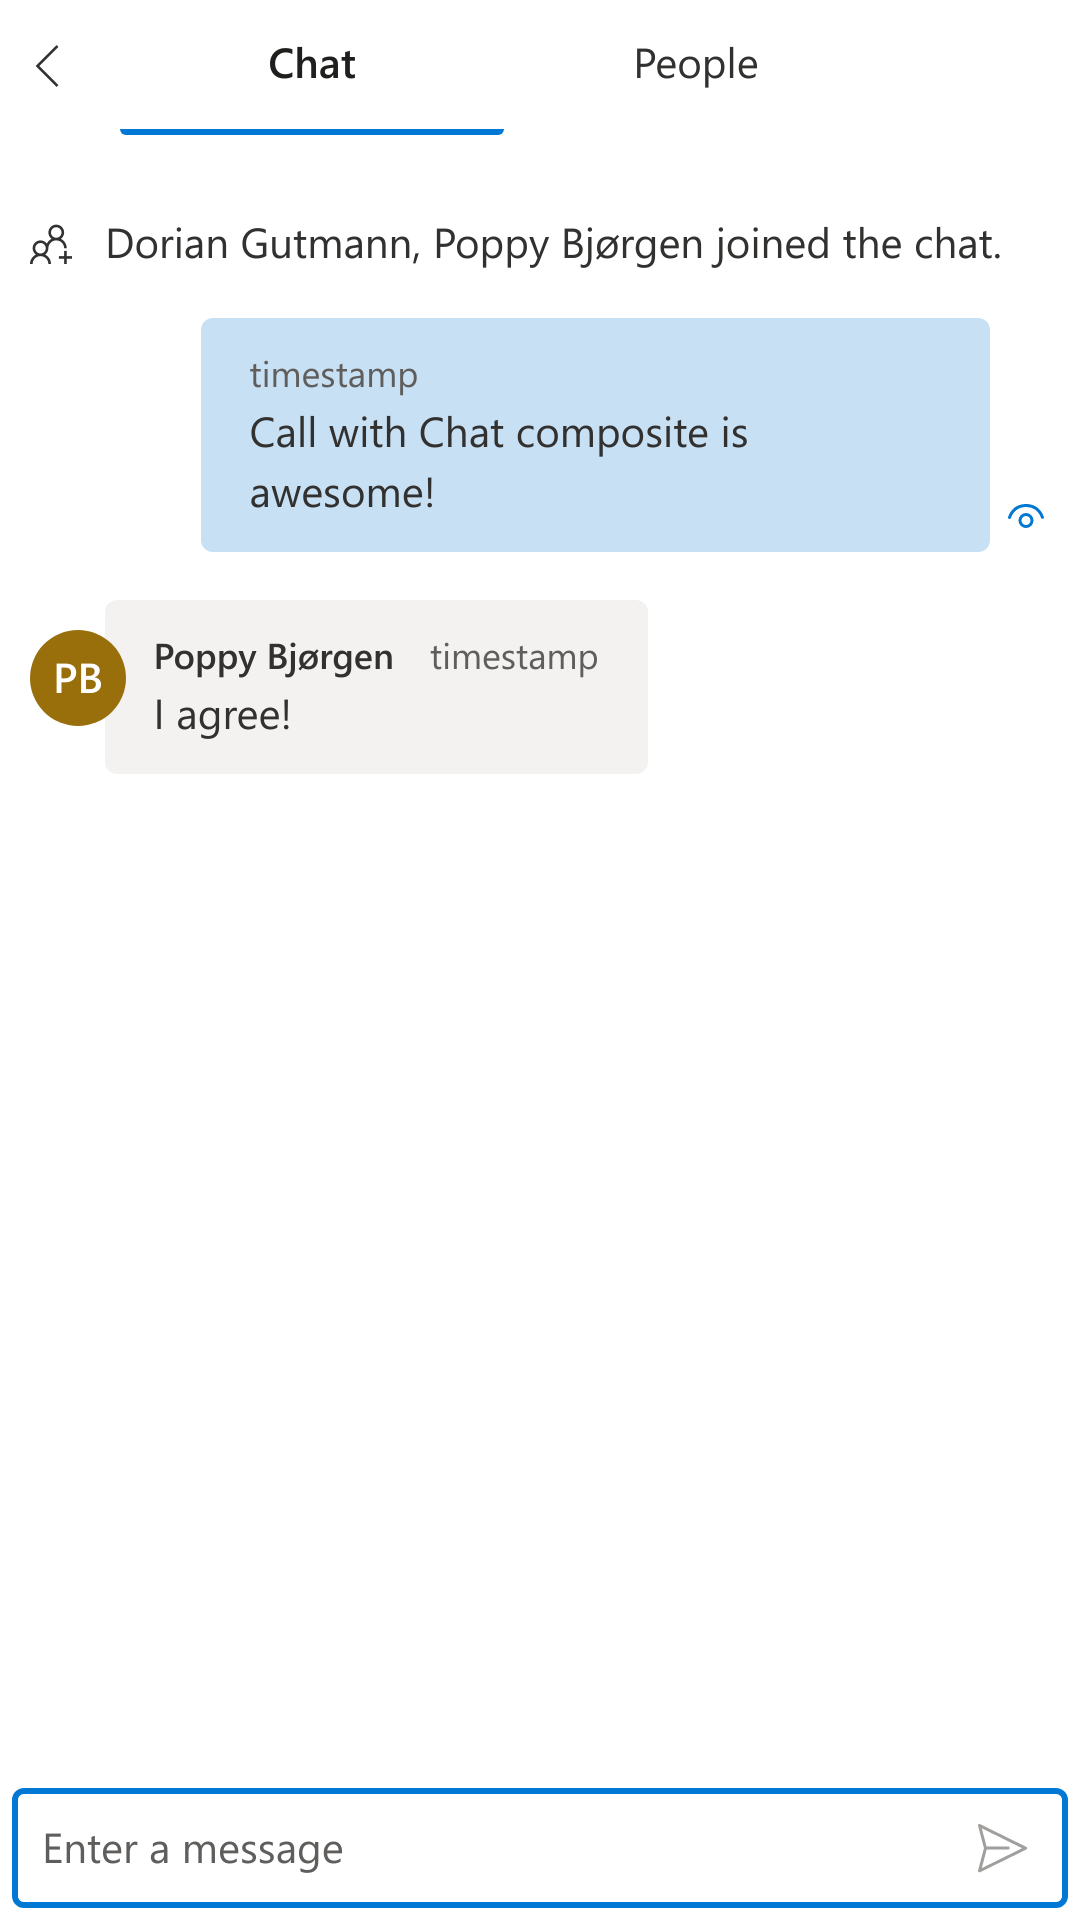 Chat People
Dorian Gutmann, Poppy Bjørgen joined the chat.
timestamp
Call with Chat composite is
awesome!
PB
Poppy Bjørgen timestamp
I agree!
Enter a message